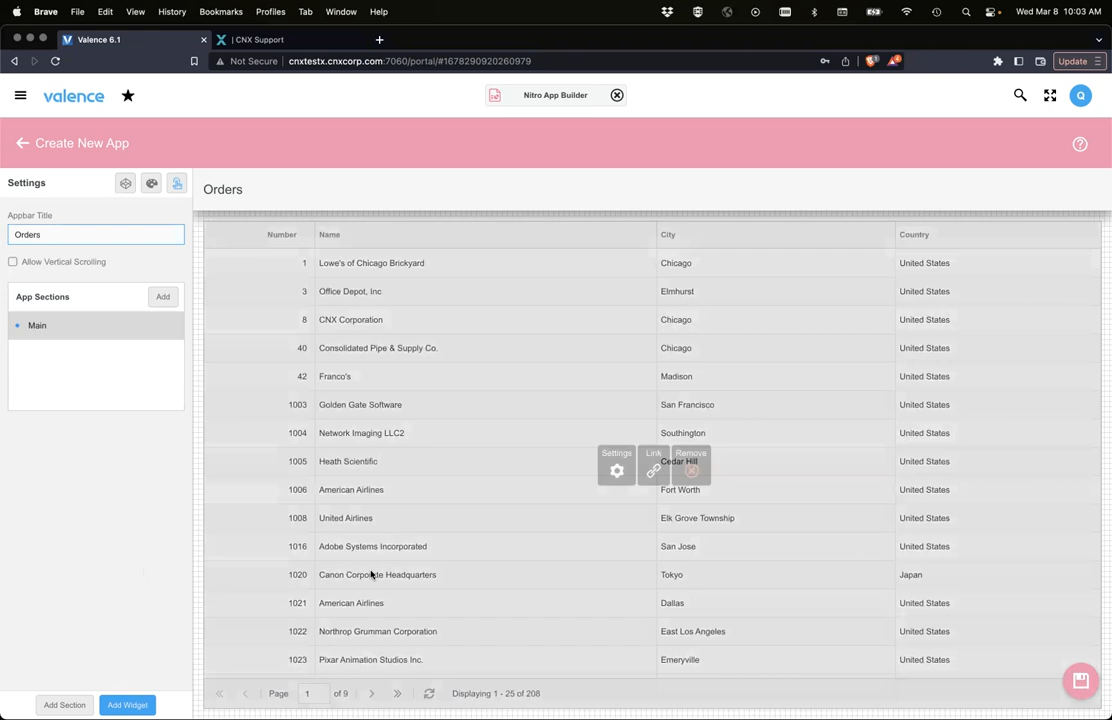 Brave File Edit View History Bookmarks Profiles Tab Window Help Wed Mar 8 10:03 AM
Valence 6.1 | CNX Support
Not Secure cnxtestx.cnxcorp.com:7060/portal/#1678290920260979 Update
valence Nitro App Builder Q
Create New App
Settings
Appbar Title
Orders
Allow Vertical Scrolling
App Sections Add
Main
Add Section Add Widget
Orders
Number Name City Country
1 Lowe's of Chicago Brickyard Chicago United States
3 Office Depot, Inc Elmhurst United States
8 CNX Corporation Chicago United States
40 Consolidated Pipe & Supply Co. Chicago United States
42 Franco's Madison United States
1003 Golden Gate Software San Francisco United States
1004 Network Imaging LLC2 Southington United States
Settings Link Remove
1005 Heath Scientific Cedar Hill United States
1006 American Airlines Fort Worth United States
1008 United Airlines Elk Grove Township United States
1016 Adobe Systems Incorporated San Jose United States
1020 Canon Corporate Headquarters Tokyo Japan
1021 American Airlines Dallas United States
1022 Northrop Grumman Corporation East Los Angeles United States
1023 Pixar Animation Studios Inc. Emeryville United States
Page 1 of 9 Displaying 1 - 25 of 208